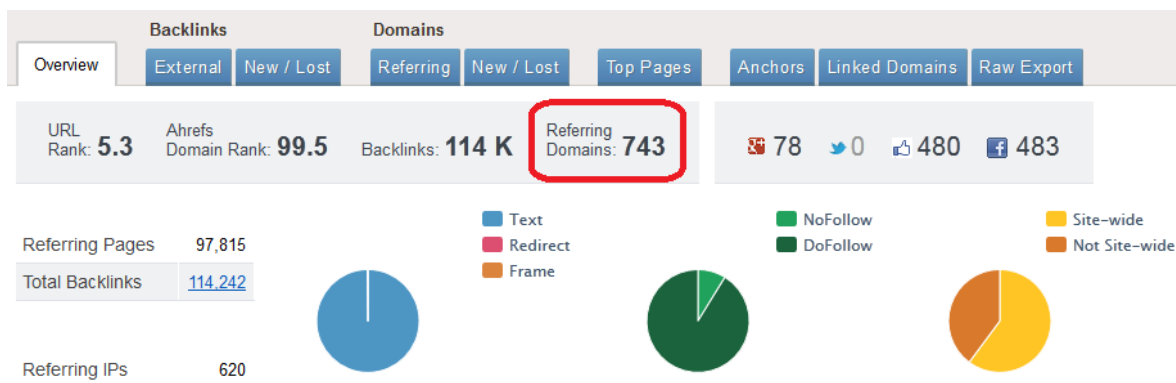 Backlinks Domains
Overview External New / Lost Referring New / Lost Top Pages Anchors Linked Domains Raw Export
URL Rank: 5.3 Ahrefs Domain Rank: 99.5 Backlinks: 114 K Referring Domains: 743 78 0 480 483
Text NoFollow Site-wide
Referring Pages 97,815 Redirect DoFollow Not Site-wide
Frame
Total Backlinks 114,242
Referring IPs 620